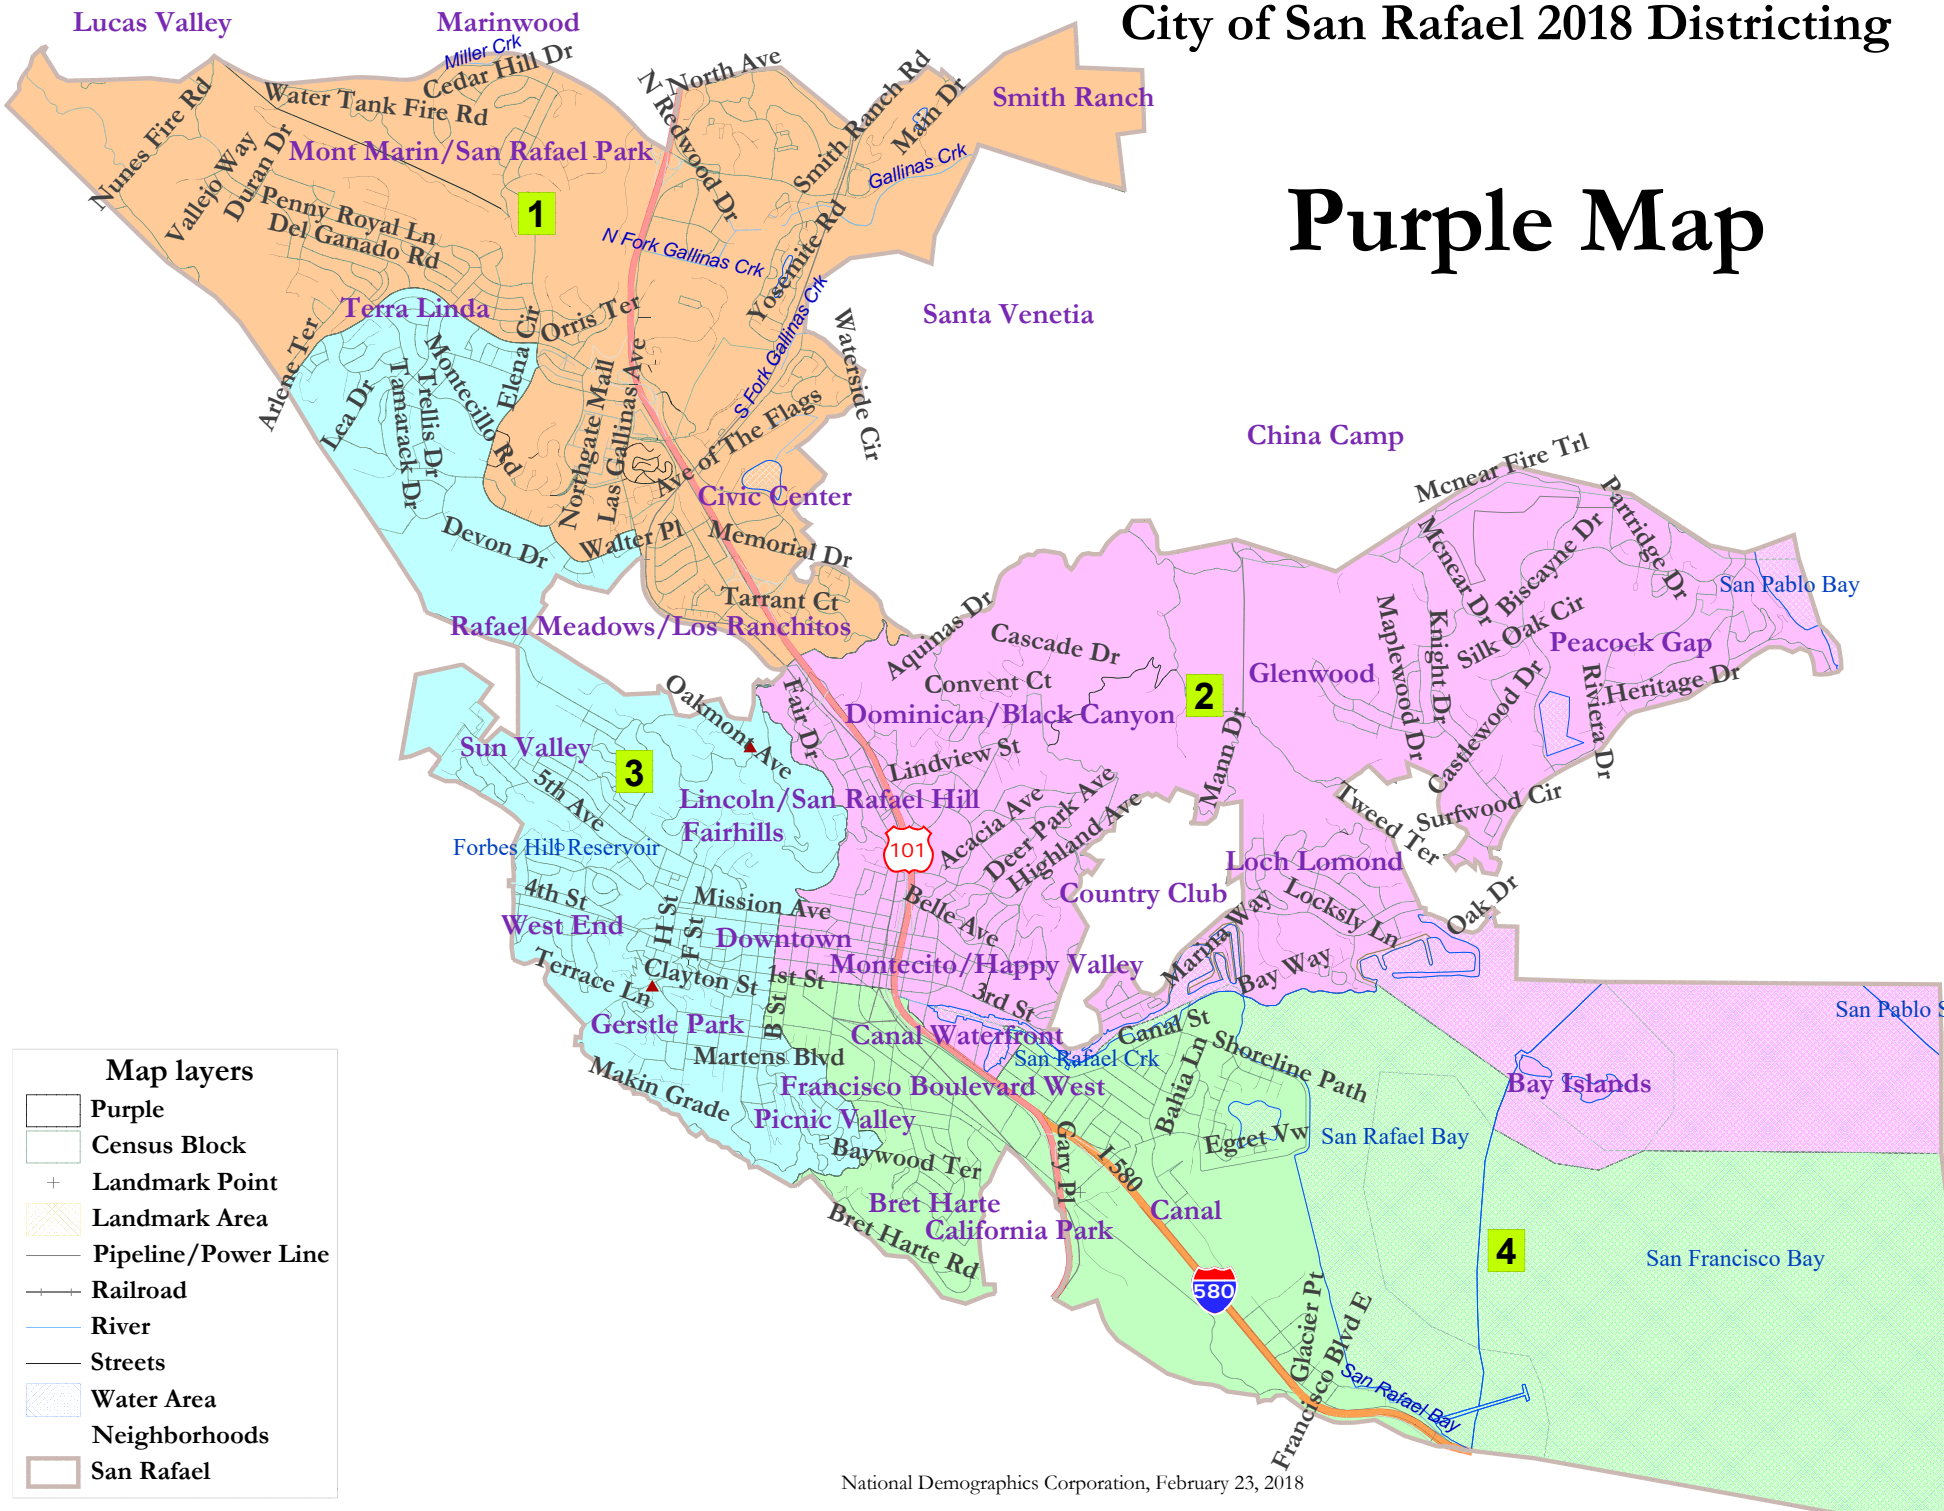 City of San Rafael 2018 Districting
Purple Map
Lucas Valley
Marinwood
Miller Crk
Cedar Hill Dr
Water Tank Fire Rd
Nunes Fire Rd
Vallejo Way
Duran Dr
Mont Marin/San Rafael Park
N Redwood Dr
North Ave
Smith Ranch Rd
Main Dr
Smith Ranch
Gallinas Crk
1
Penny Royal Ln
Del Ganado Rd
N Fork Gallinas Crk
Yosemite Rd
S Fork Gallinas Crk
Terra Linda
Orris Ter
Elena Cir
Arlene Ter
Lea Dr
Tamarack Dr
Trellis Dr
Montecillo Rd
Northgate Mall
Las Gallinas Ave
Ave of The Flags
Waterside Cir
Santa Venetia
China Camp
Civic Center
Devon Dr
Walter Pl
Memorial Dr
Tarrant Ct
Rafael Meadows/Los Ranchitos
Mcnear Fire Trl
Partridge Dr
Mcnear Dr
Biscayne Dr
San Pablo Bay
Silk Oak Cir
Knight Dr
Maplewood Dr
Peacock Gap
Heritage Dr
Riviera Dr
Castlewood Dr
Surfwood Cir
Aquinas Dr
Cascade Dr
Convent Ct
2
Glenwood
Dominican/Black Canyon
Lindview St
Mann Dr
Fair Dr
Oakmont Ave
Sun Valley
3
5th Ave
Lincoln/San Rafael Hill
Fairhills
Forbes Hill Reservoir
101
Acacia Ave
Deer Park Ave
Highland Ave
Tweed Ter
Loch Lomond
Country Club
Locksly Ln
Oak Dr
4th St
H St
F St
Mission Ave
Belle Ave
West End
Downtown
Montecito/Happy Valley
Marina Way
Bay Way
Terrace Ln
Clayton St
1st St
3rd St
B St
Gerstle Park
Canal Waterfront
San Rafael Crk
Canal St
Shoreline Path
San Pablo S
Martens Blvd
Makin Grade
Francisco Boulevard West
Picnic Valley
Bahia Ln
Bay Islands
Baywood Ter
Gary Pl
I 580
Egret Vw
San Rafael Bay
Bret Harte
California Park
Canal
Bret Harte Rd
4
San Francisco Bay
580
Glacier Pt
Francisco Blvd E
San Rafael Bay
Map layers
Purple
Census Block
Landmark Point
Landmark Area
Pipeline/Power Line
Railroad
River
Streets
Water Area
Neighborhoods
San Rafael
National Demographics Corporation, February 23, 2018